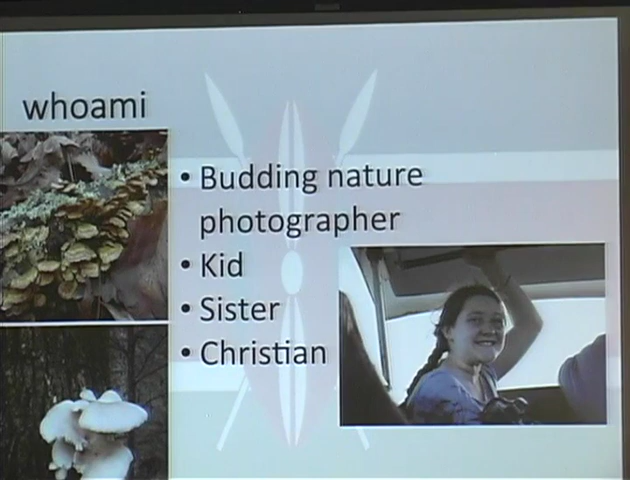 whoami
• Budding nature
photographer
• Kid
• Sister
• Christian